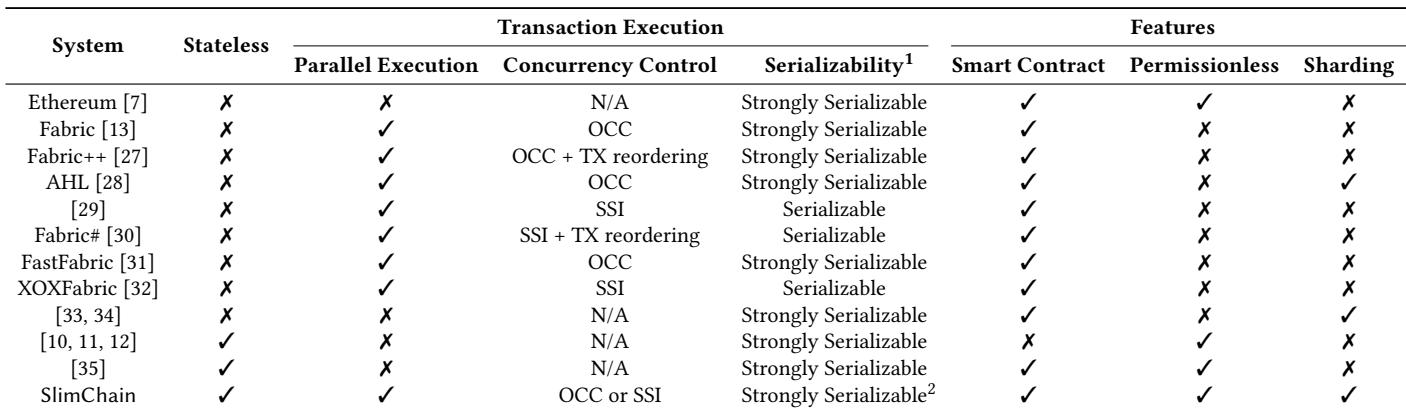 System Stateless Transaction Execution Features
Parallel Execution Concurrency Control Serializability¹ Smart Contract Permissionless Sharding
Ethereum [7] ✗ ✗ N/A Strongly Serializable ✓ ✓ ✗
Fabric [13] ✗ ✓ OCC Strongly Serializable ✓ ✗ ✗
Fabric++ [27] ✗ ✓ OCC + TX reordering Strongly Serializable ✓ ✗ ✗
AHL [28] ✗ ✓ OCC Strongly Serializable ✓ ✗ ✓
[29] ✗ ✓ SSI Serializable ✓ ✗ ✗
Fabric# [30] ✗ ✓ SSI + TX reordering Serializable ✓ ✗ ✗
FastFabric [31] ✗ ✓ OCC Strongly Serializable ✓ ✗ ✗
XOXFabric [32] ✗ ✓ SSI Serializable ✓ ✗ ✗
[33, 34] ✗ ✗ N/A Strongly Serializable ✓ ✗ ✓
[10, 11, 12] ✓ ✗ N/A Strongly Serializable ✗ ✓ ✗
[35] ✓ ✗ N/A Strongly Serializable ✓ ✓ ✗
SlimChain ✓ ✓ OCC or SSI Strongly Serializable² ✓ ✓ ✓